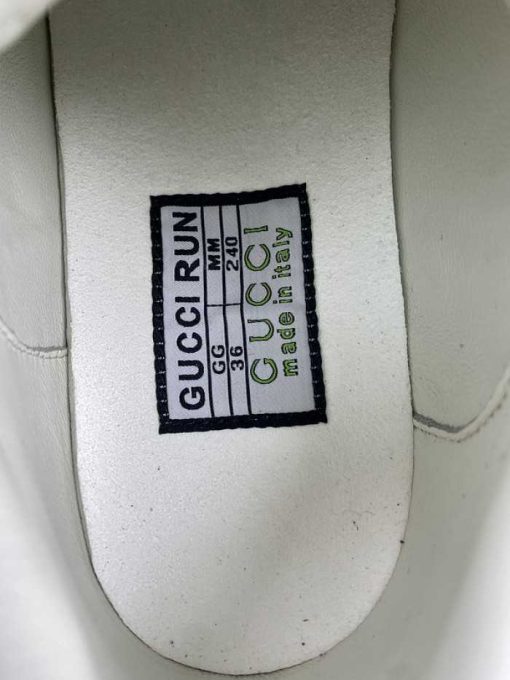 GUCCI RUN
GG MM
36 240
GUCCI
made in italy